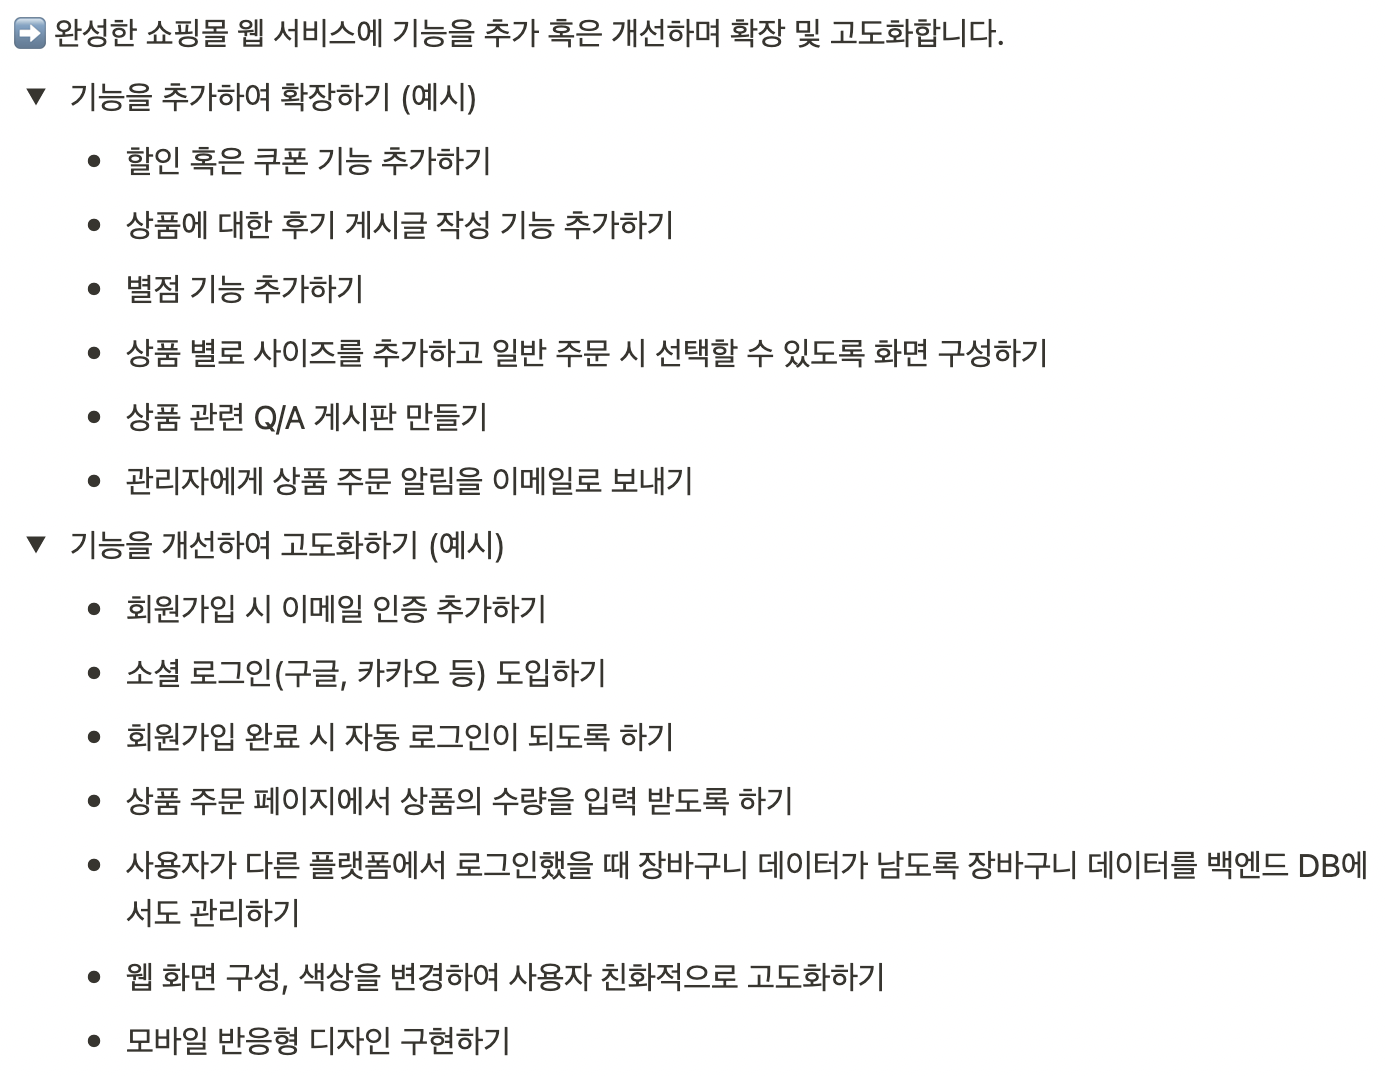 ➡️ 완성한 쇼핑몰 웹 서비스에 기능을 추가 혹은 개선하며 확장 및 고도화합니다.
▼ 기능을 추가하여 확장하기 (예시)
• 할인 혹은 쿠폰 기능 추가하기
• 상품에 대한 후기 게시글 작성 기능 추가하기
• 별점 기능 추가하기
• 상품 별로 사이즈를 추가하고 일반 주문 시 선택할 수 있도록 화면 구성하기
• 상품 관련 Q/A 게시판 만들기
• 관리자에게 상품 주문 알림을 이메일로 보내기
▼ 기능을 개선하여 고도화하기 (예시)
• 회원가입 시 이메일 인증 추가하기
• 소셜 로그인(구글, 카카오 등) 도입하기
• 회원가입 완료 시 자동 로그인이 되도록 하기
• 상품 주문 페이지에서 상품의 수량을 입력 받도록 하기
• 사용자가 다른 플랫폼에서 로그인했을 때 장바구니 데이터가 남도록 장바구니 데이터를 백엔드 DB에
서도 관리하기
• 웹 화면 구성, 색상을 변경하여 사용자 친화적으로 고도화하기
• 모바일 반응형 디자인 구현하기